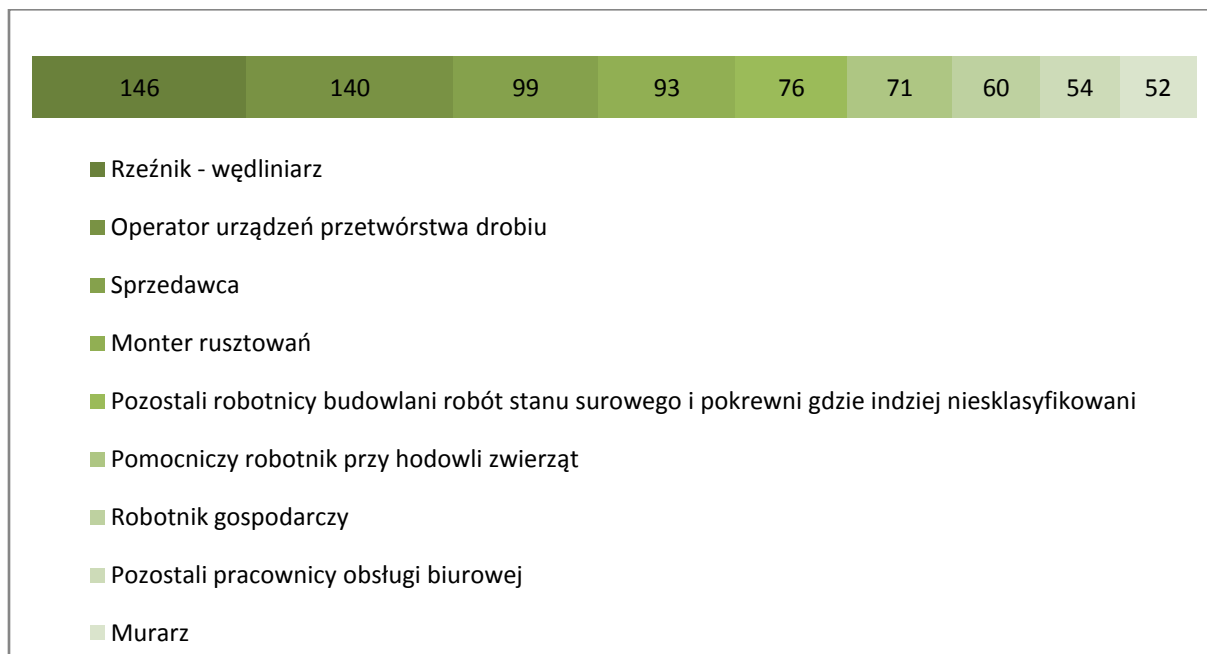 146 140 99 93 76 71 60 54 52
Rzeźnik - wędliniarz
Operator urządzeń przetwórstwa drobiu
Sprzedawca
Monter rusztowań
Pozostali robotnicy budowlani robót stanu surowego i pokrewni gdzie indziej niesklasyfikowani
Pomocniczy robotnik przy hodowli zwierząt
Robotnik gospodarczy
Pozostali pracownicy obsługi biurowej
Murarz